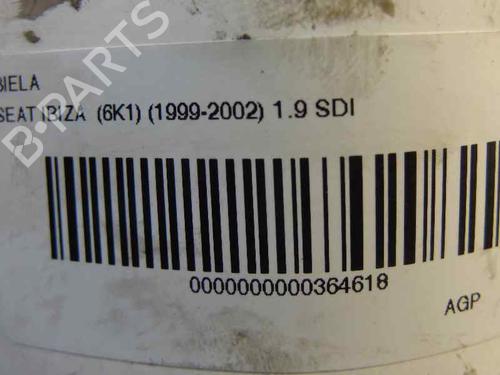 BIELA
SEAT IBIZA (6K1) (1999-2002) 1.9 SDI
B-PARTS
0000000000364618
AGP